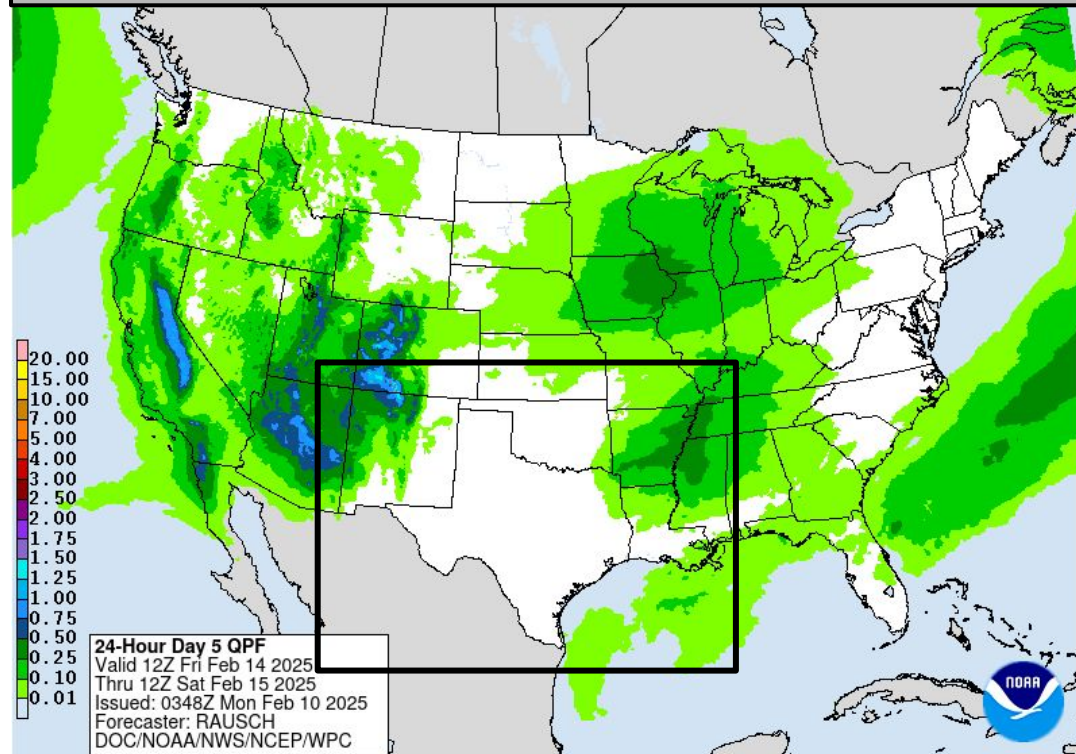 20.00
15.00
10.00
7.00
5.00
4.00
3.00
2.50
2.00
1.75
1.50
1.25
1.00
0.75
0.50
0.25
0.10
0.01
24-Hour Day 5 QPF
Valid 12Z Fri Feb 14 2025
Thru 12Z Sat Feb 15 2025
Issued: 0348Z Mon Feb 10 2025
Forecaster: RAUSCH
DOC/NOAA/NWS/NCEP/WPC
NOAA